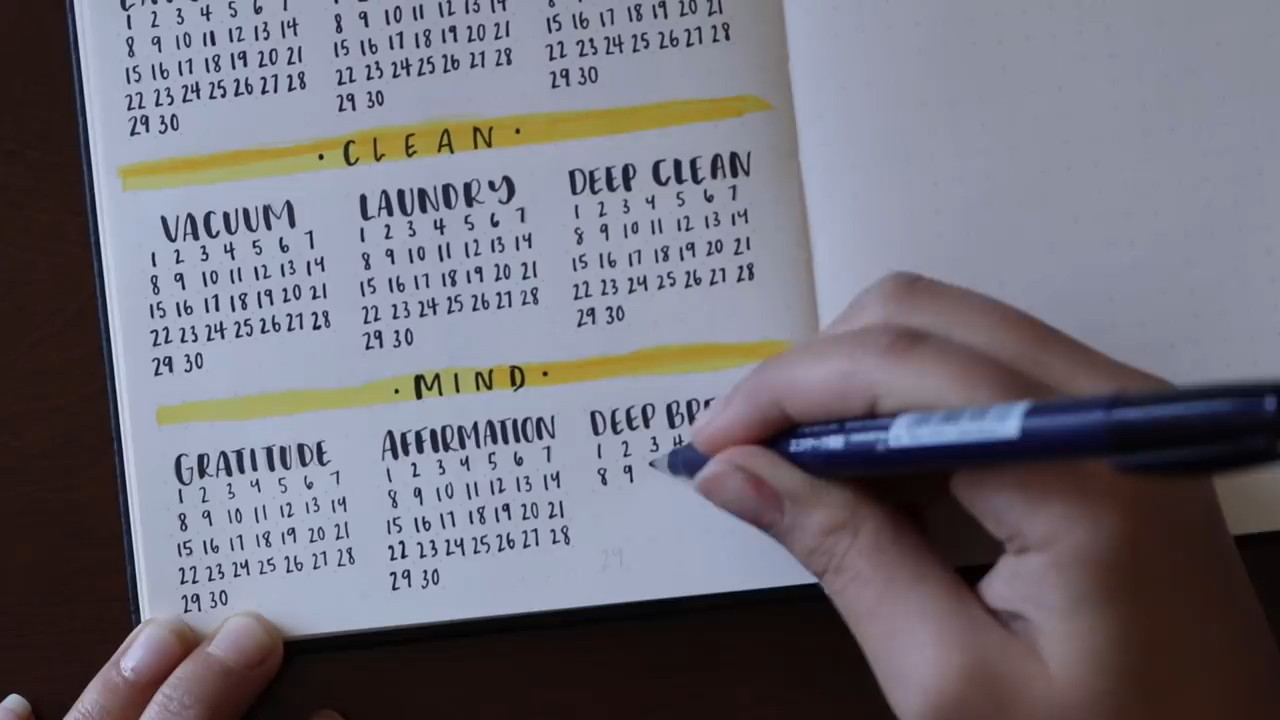 1 2 3 4 5 6 7
8 9 10 11 12 13 14
15 16 17 18 19 20 21
22 23 24 25 26 27 28
29 30
8 9 10 11 12 13 14
15 16 17 18 19 20 21
22 23 24 25 26 27 28
29 30
15 16 17 18 19 20 21
22 23 24 25 26 27 28
29 30
· CLEAN ·
VACUUM
1 2 3 4 5 6 7
8 9 10 11 12 13 14
15 16 17 18 19 20 21
22 23 24 25 26 27 28
29 30
LAUNDRY
1 2 3 4 5 6 7
8 9 10 11 12 13 14
15 16 17 18 19 20 21
22 23 24 25 26 27 28
29 30
DEEP CLEAN
1 2 3 4 5 6 7
8 9 10 11 12 13 14
15 16 17 18 19 20 21
22 23 24 25 26 27 28
29 30
· MIND ·
GRATITUDE
1 2 3 4 5 6 7
8 9 10 11 12 13 14
15 16 17 18 19 20 21
22 23 24 25 26 27 28
29 30
AFFIRMATION
1 2 3 4 5 6 7
8 9 10 11 12 13 14
15 16 17 18 19 20 21
22 23 24 25 26 27 28
29 30
DEEP BRE
1 2 3 4
8 9
29